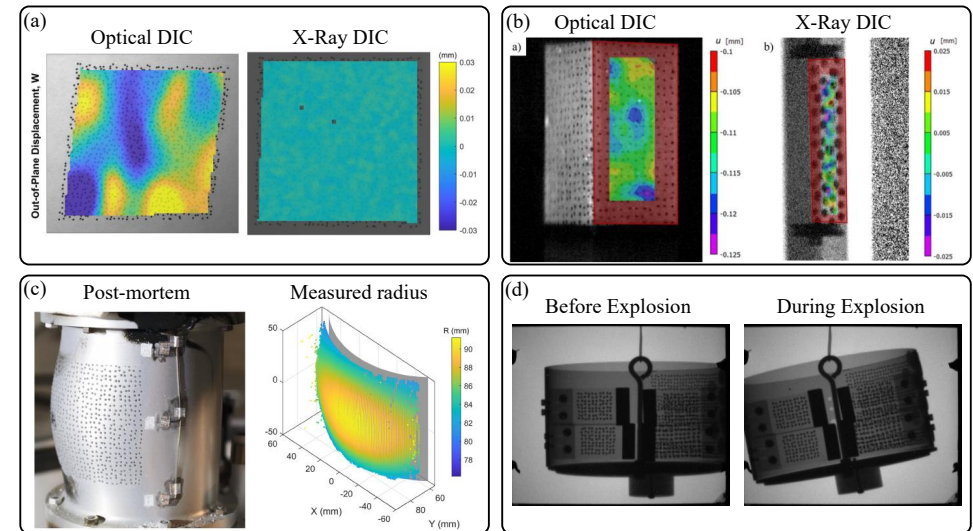 (a)
Optical DIC
X-Ray DIC
Out-of-Plane Displacement, W
(mm)
0.03
0.02
0.01
0
-0.01
-0.02
-0.03
(b)
Optical DIC
X-Ray DIC
a)
u [mm]
-0.1
-0.105
-0.11
-0.115
-0.12
-0.125
b)
u [mm]
0.025
0.015
0.005
-0.005
-0.015
-0.025
(c)
Post-mortem
Measured radius
50
0
-50
60
40
20
0
-20
-40
-60
X (mm)
60
80
Y (mm)
R (mm)
90
88
86
84
82
80
78
(d)
Before Explosion
During Explosion